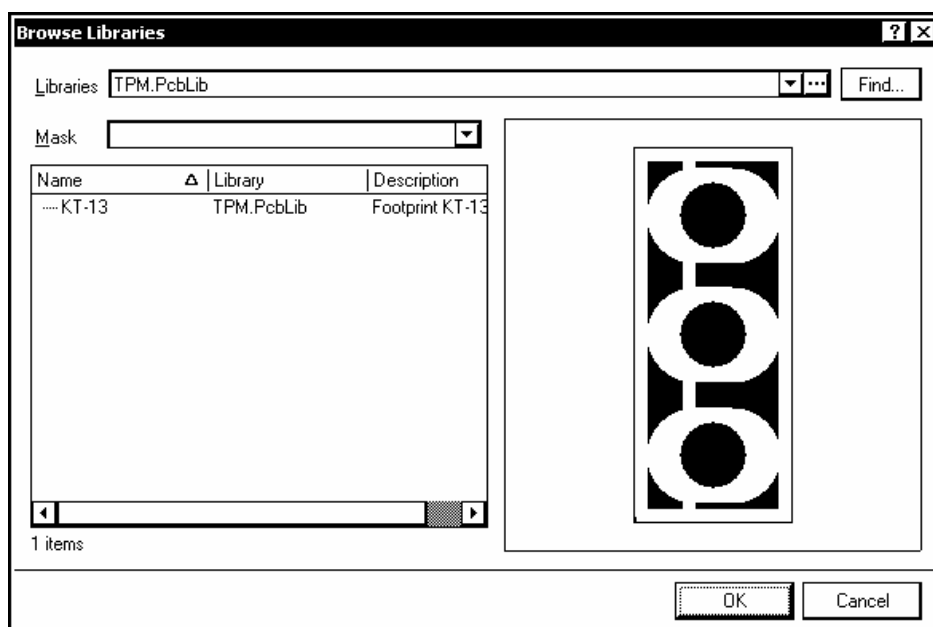 Browse Libraries
Libraries TPM.PcbLib Find...
Mask
Name Library Description
KT-13 TPM.PcbLib Footprint KT-13
1 items
OK Cancel